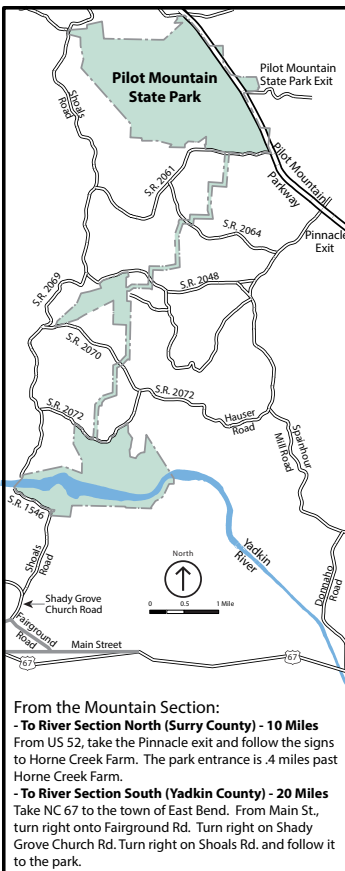 Pilot Mountain
State Park
Pilot Mountain
State Park Exit
Shoals
Road
Pilot Mountain
Parkway
S.R. 2061
S.R. 2064
Pinnacle
Exit
S.R. 2069
S.R. 2048
S.R. 2070
S.R. 2072
S.R. 2072
Hauser
Road
Spainhour
Mill Road
S.R. 1546
Shoals
Road
North
Yadkin
River
0 0.5 1 Mile
Donnaho
Road
Shady Grove
Church Road
Fairground
Road
Main Street
67
67
From the Mountain Section:
- To River Section North (Surry County) - 10 Miles
From US 52, take the Pinnacle exit and follow the signs
to Horne Creek Farm. The park entrance is .4 miles past
Horne Creek Farm.
- To River Section South (Yadkin County) - 20 Miles
Take NC 67 to the town of East Bend. From Main St.,
turn right onto Fairground Rd. Turn right on Shady
Grove Church Rd. Turn right on Shoals Rd. and follow it
to the park.